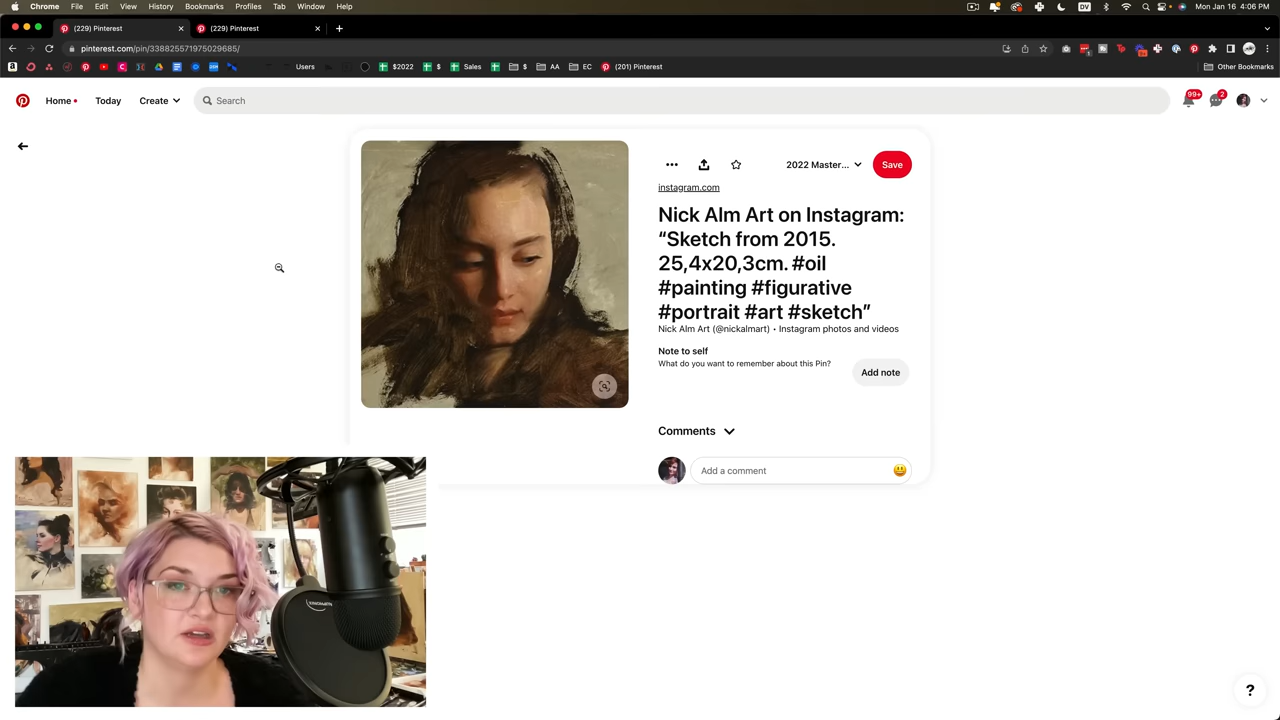 Chrome File Edit View History Bookmarks Profiles Tab Window Help
DV
Mon Jan 16 4:06 PM
(229) Pinterest
(229) Pinterest
pinterest.com/pin/338825571975029685/
Users
$2022
$
Sales
$
AA
EC
(201) Pinterest
Other Bookmarks
Home
Today
Create
Search
99+
2
2022 Master...
Save
instagram.com
Nick Alm Art on Instagram:
“Sketch from 2015.
25,4x20,3cm. #oil
#painting #figurative
#portrait #art #sketch”
Nick Alm Art (@nickalmart) • Instagram photos and videos
Note to self
What do you want to remember about this Pin?
Add note
Comments
Add a comment
?